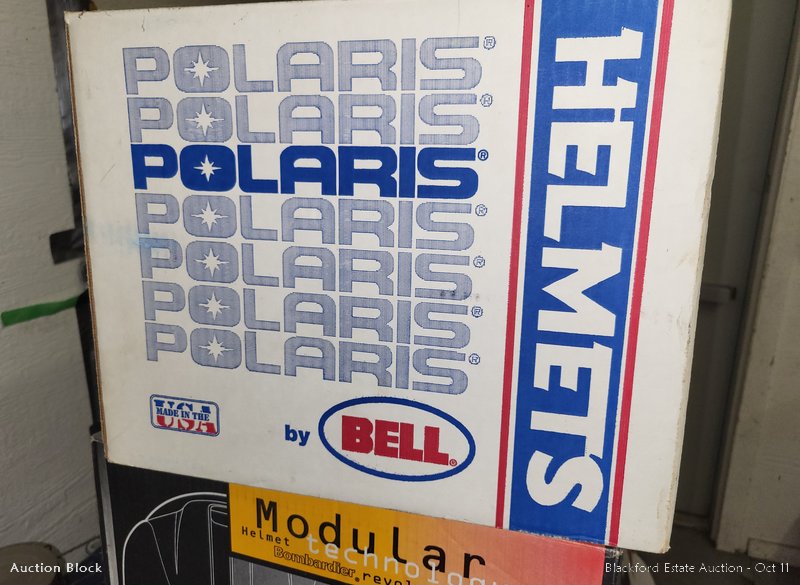 POLARIS®
POLARIS®
POLARIS®
POLARIS®
POLARIS®
POLARIS®
POLARIS®
HELMETS
MADE IN THE
USA
by BELL®
Modular
Helmet technology
Bombardier®
Auction Block
Blackford Estate Auction - Oct 11